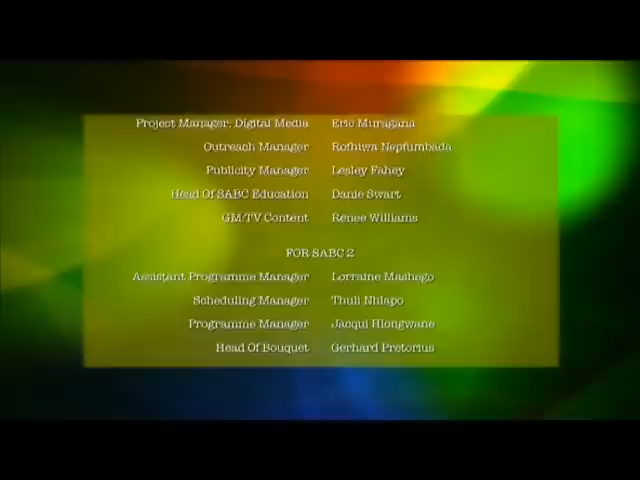 Project Manager, Digital Media Eric Muragana
Outreach Manager Rofhiwa Nepfumbada
Publicity Manager Lesley Fahey
Head Of SABC Education Danie Swart
GM:TV Content Renee Williams
FOR SABC 2
Assistant Programme Manager Lorraine Mashego
Scheduling Manager Thuli Nhlapo
Programme Manager Jacqui Hlongwane
Head Of Bouquet Gerhard Pretorius